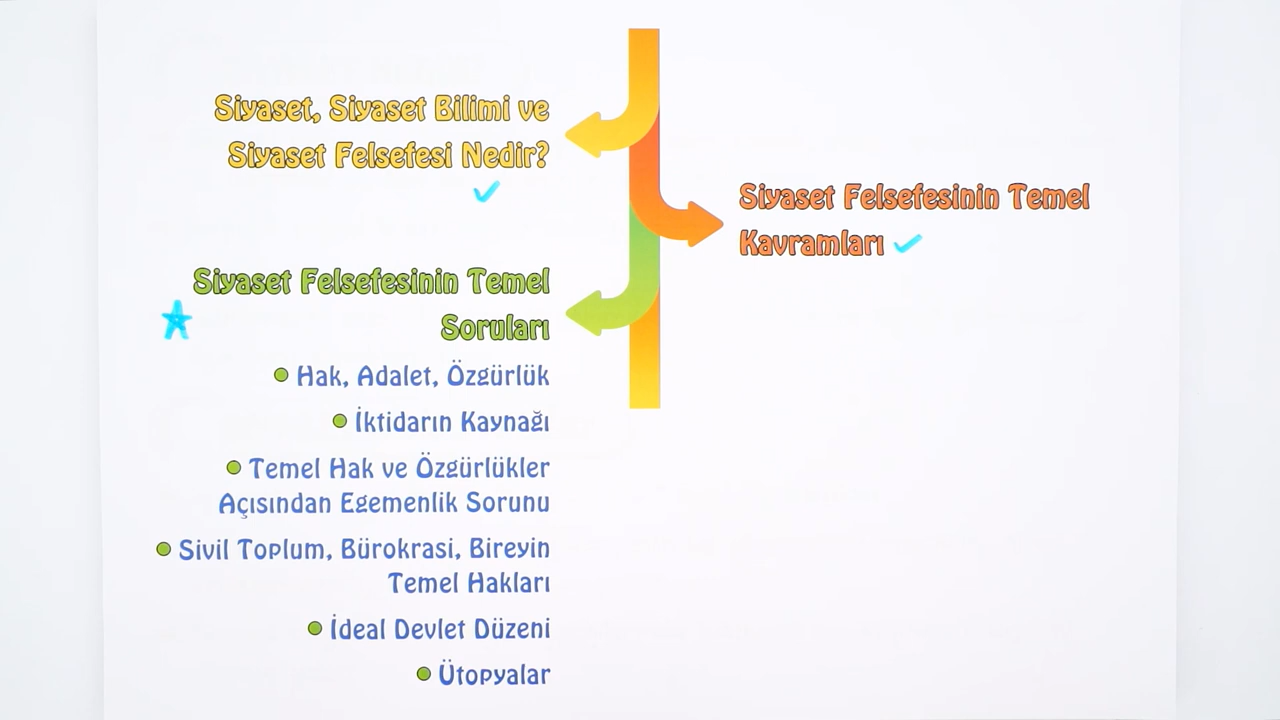 Siyaset, Siyaset Bilimi ve
Siyaset Felsefesi Nedir?
Siyaset Felsefesinin Temel
Kavramları
Siyaset Felsefesinin Temel
Soruları
Hak, Adalet, Özgürlük
İktidarın Kaynağı
Temel Hak ve Özgürlükler
Açısından Egemenlik Sorunu
Sivil Toplum, Bürokrasi, Bireyin
Temel Hakları
İdeal Devlet Düzeni
Ütopyalar